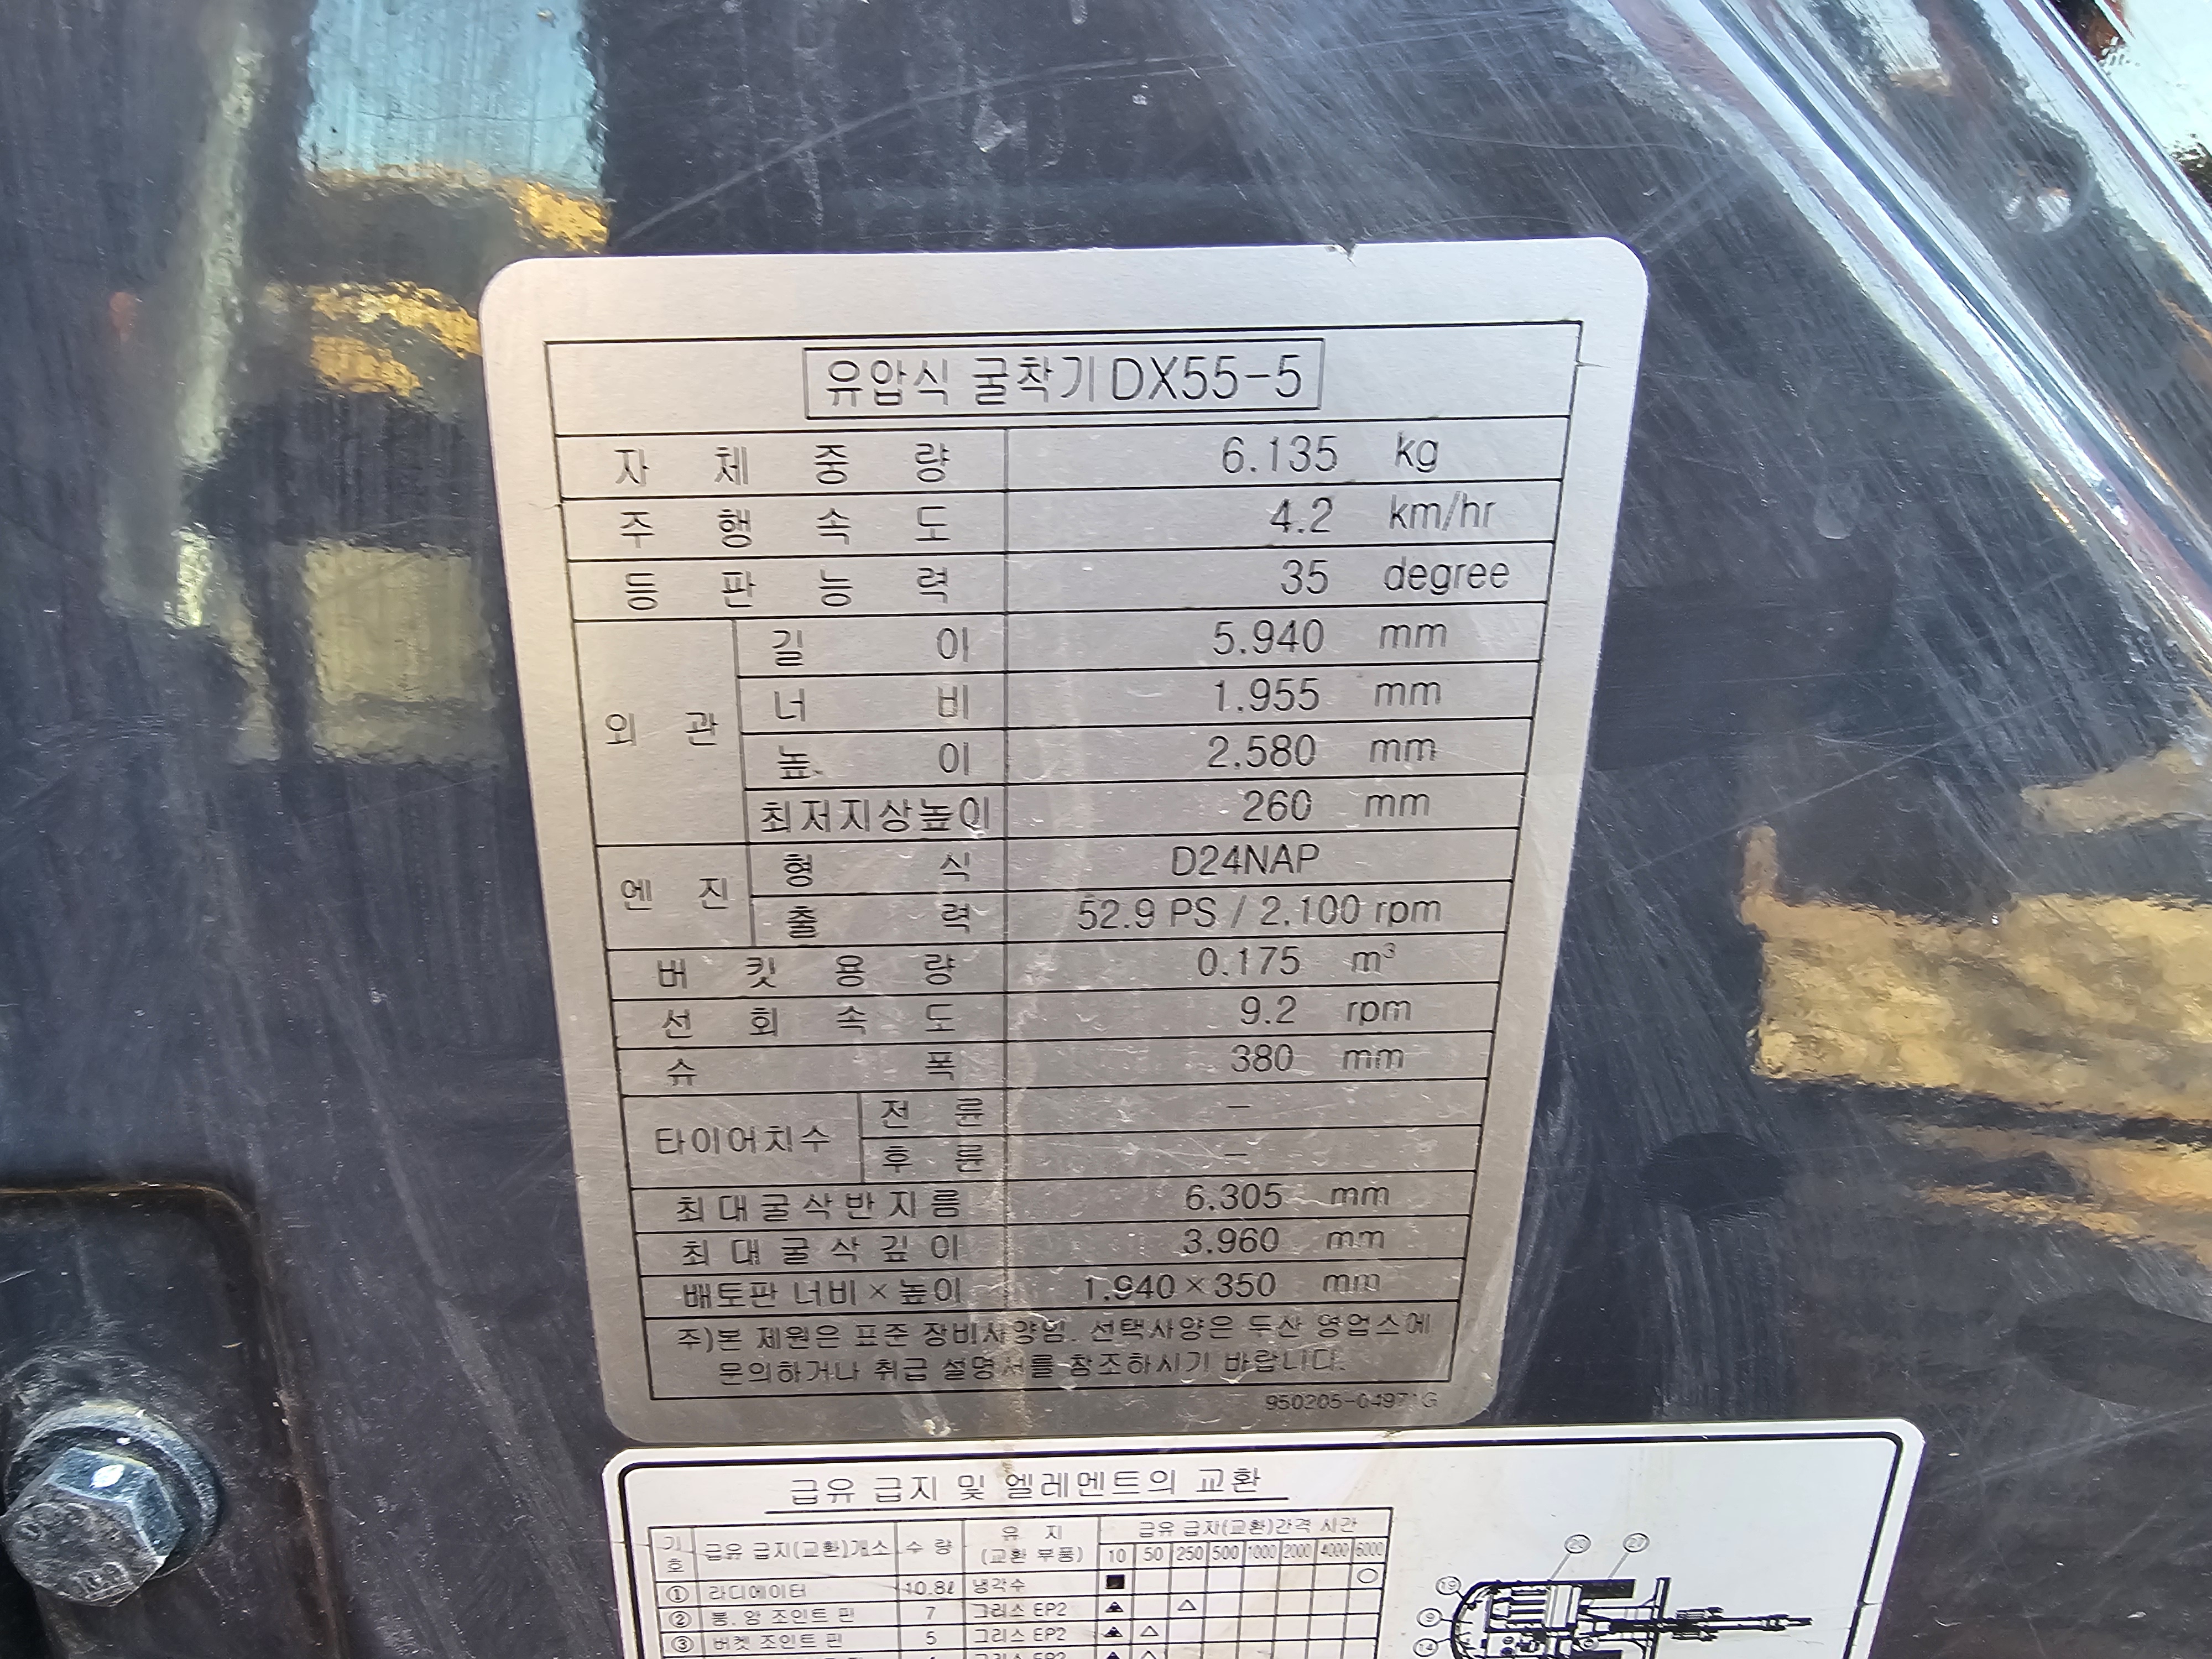 유압식 굴착기 DX55-5
자 체 중 량 6.135 kg
주 행 속 도 4.2 km/hr
등 판 능 력 35 degree
외 관
길 이 5.940 mm
너 비 1.955 mm
높 이 2.580 mm
최저지상높이 260 mm
엔 진
형 식 D24NAP
출 력 52.9 PS / 2.100 rpm
버 킷 용 량 0.175 m³
선 회 속 도 9.2 rpm
슈 폭 380 mm
타이어치수
전 륜 –
후 륜 –
최 대 굴 삭 반 지 름 6.305 mm
최 대 굴 삭 깊 이 3.960 mm
배토판 너비 × 높이 1.940 × 350 mm
주)본 제원은 표준 장비사양임. 선택사양은 두산 영업소에
문의하거나 취급 설명서를 참조하시기 바랍니다.
급유 급지 및 엘레멘트의 교환
기호 급유 급지(교환)개소 수 량 유 지 (교환 부품) 급유 급지(교환)간격 시간
10 50 250 500 1000 2000 4000 6000
① 라디에이터 10.8ℓ 냉각수 ■ ○
② 붐, 암 조인트 핀 7 그리스 EP2 △
③ 버켓 조인트 핀 5 그리스 EP2 △
20 27
19
9
14